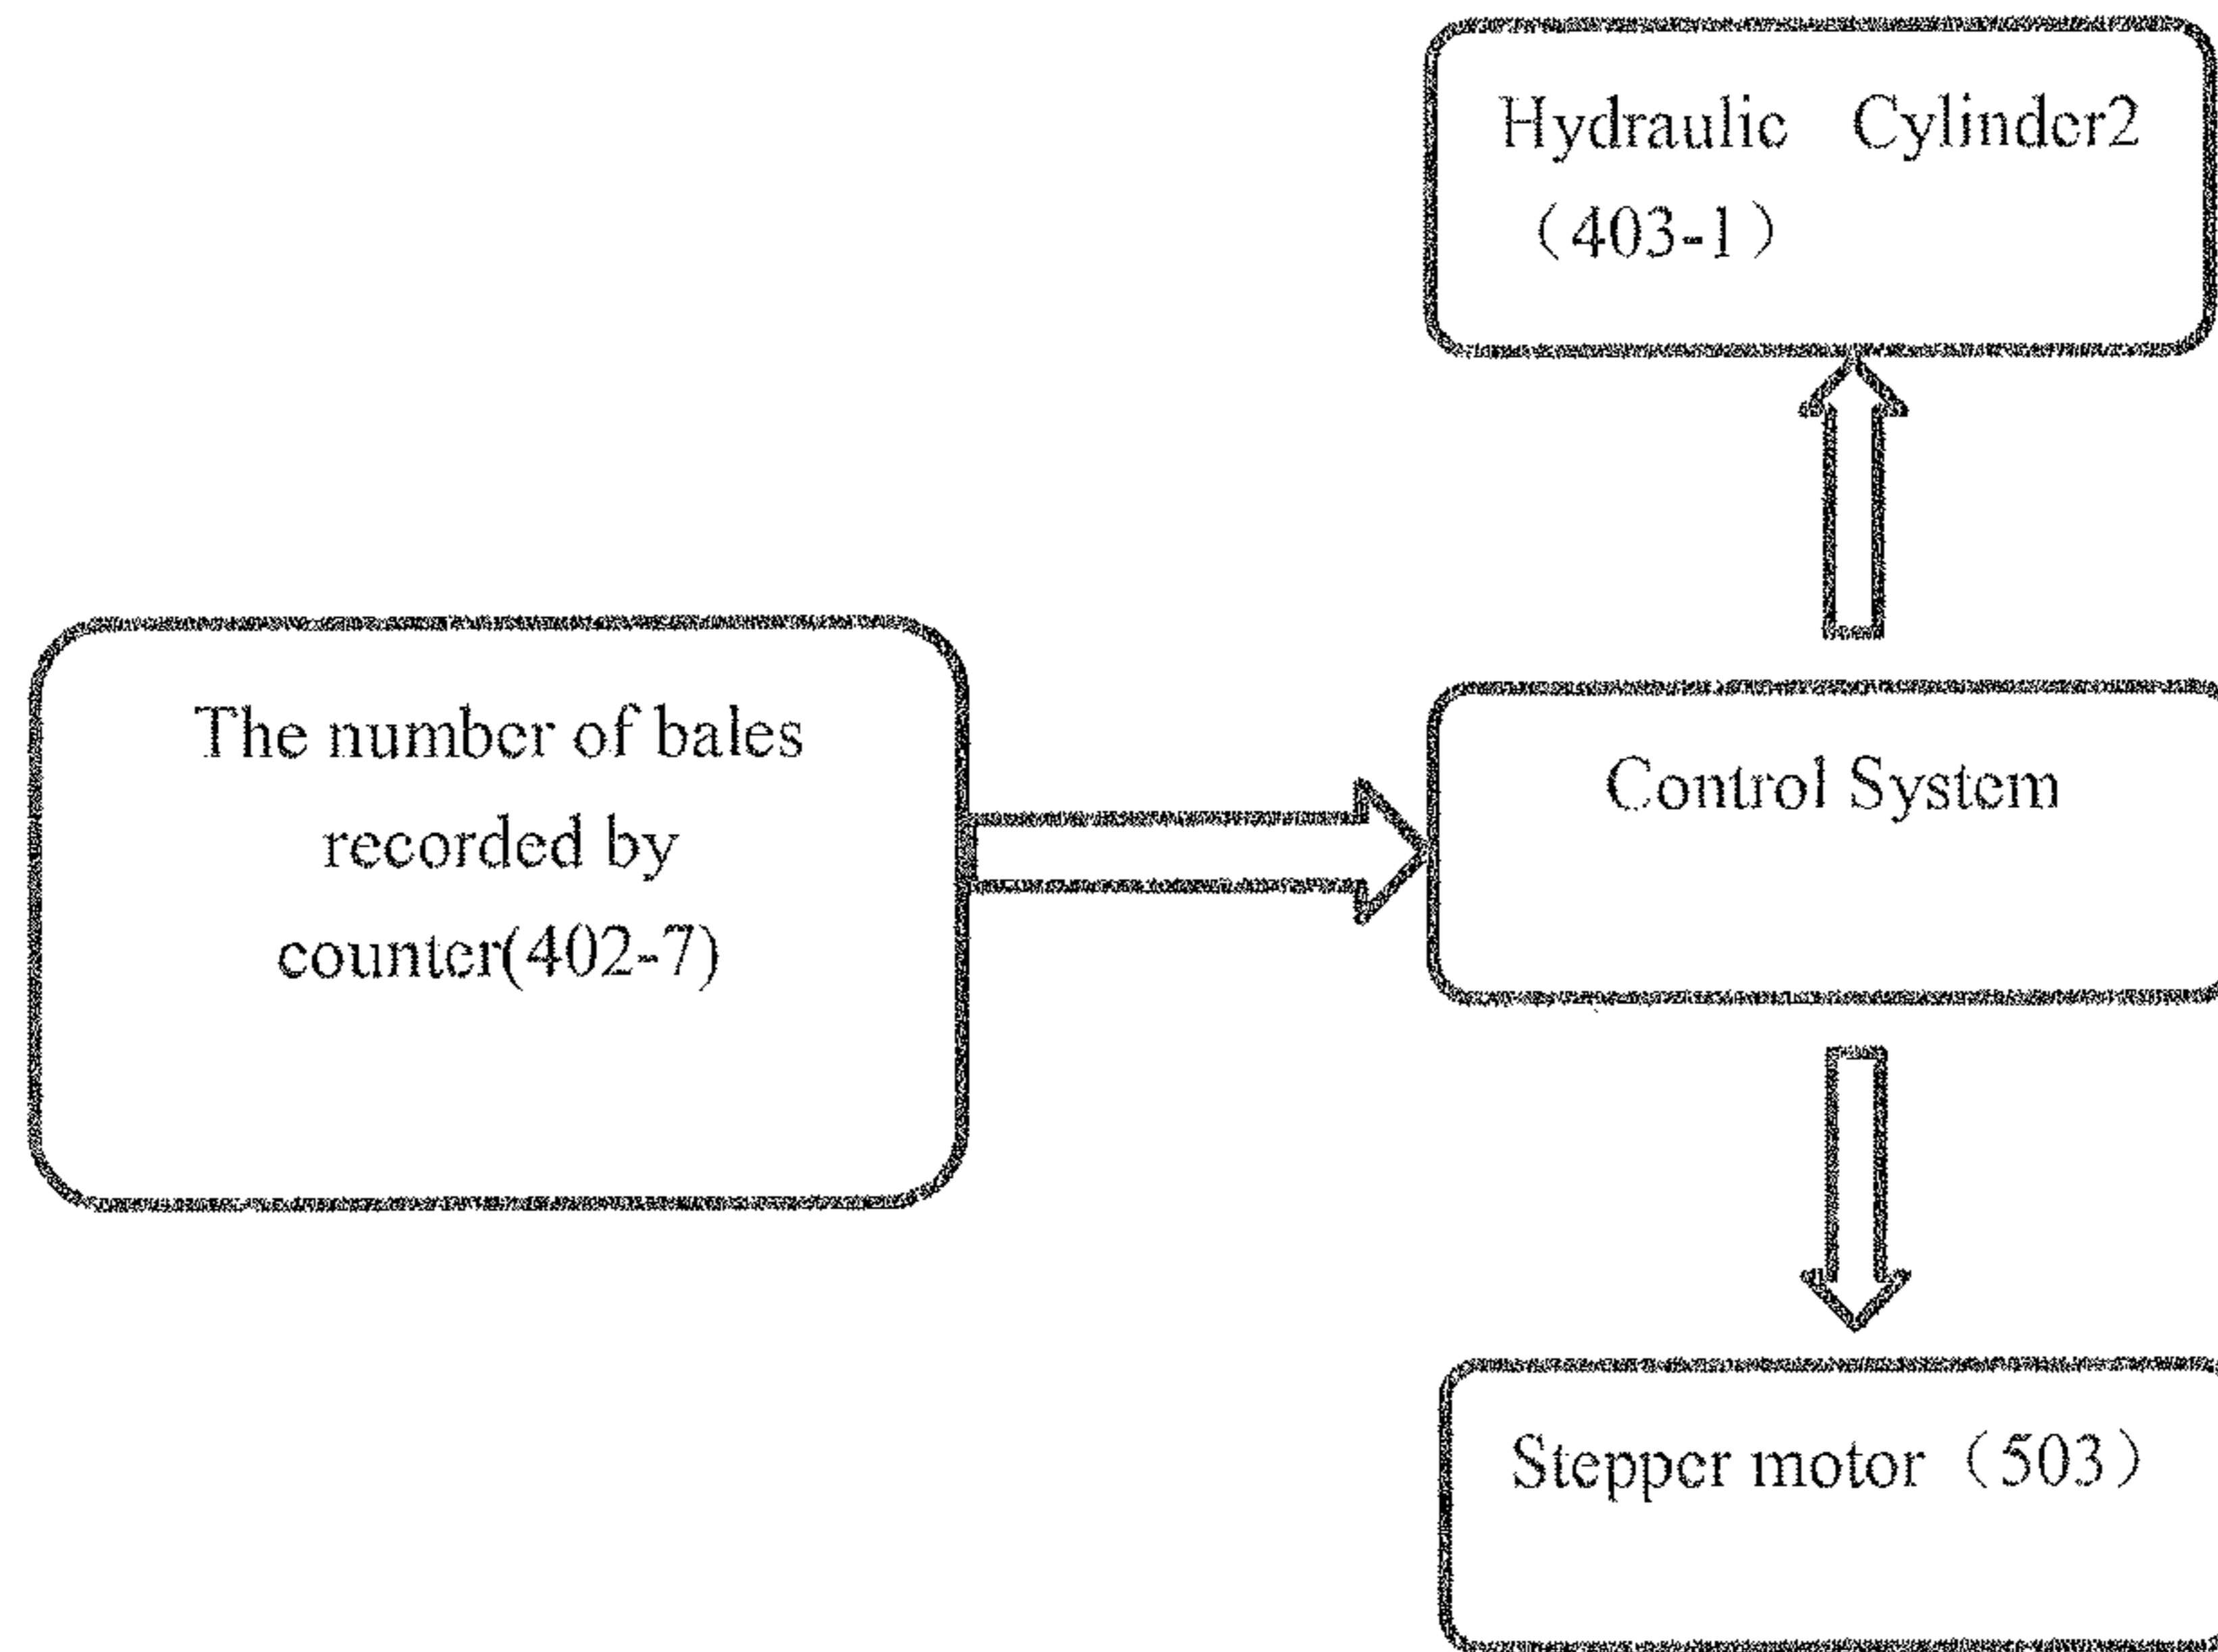 Hydraulic Cylinder2
（403-1）
The number of bales
recorded by
counter(402-7)
Control System
Stepper motor（503）